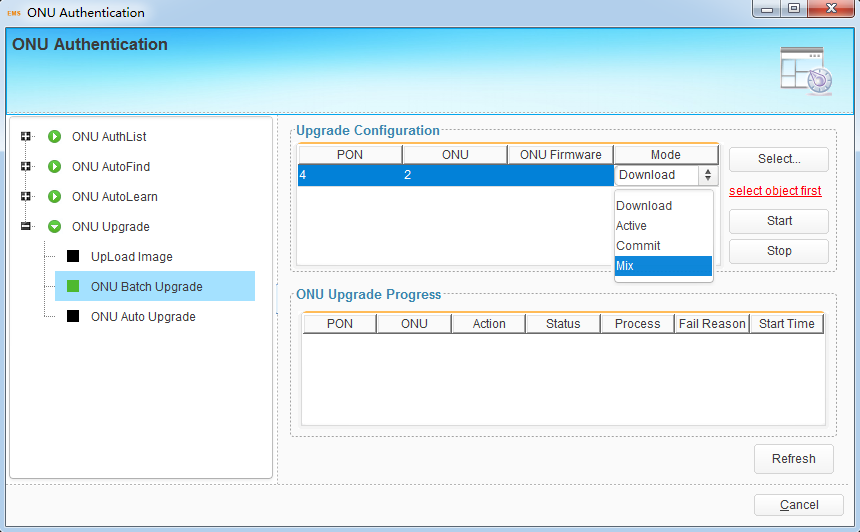 EMS ONU Authentication
ONU Authentication
ONU AuthList
ONU AutoFind
ONU AutoLearn
ONU Upgrade
UpLoad Image
ONU Batch Upgrade
ONU Auto Upgrade
Upgrade Configuration
PON ONU ONU Firmware Mode
4 2 Download
Download
Active
Commit
Mix
Select...
select object first
Start
Stop
ONU Upgrade Progress
PON ONU Action Status Process Fail Reason Start Time
Refresh
Cancel